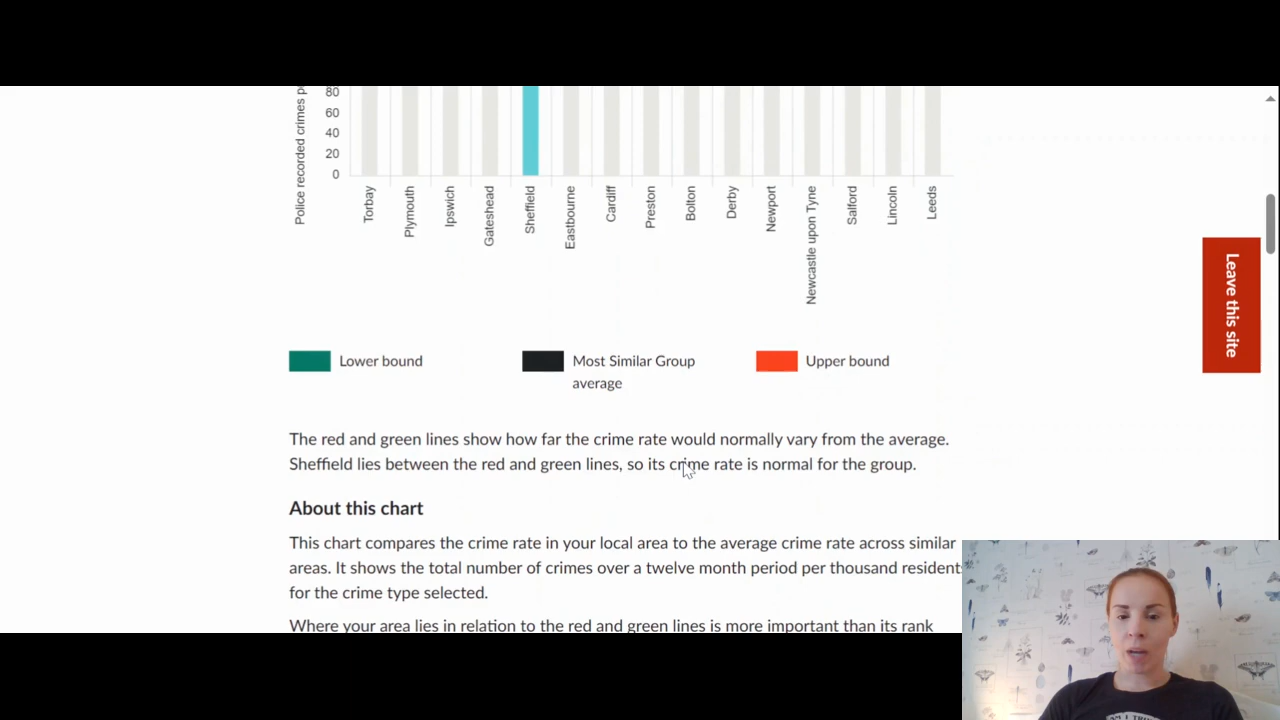 Police recorded crimes
80
60
40
20
0
Torbay
Plymouth
Ipswich
Gateshead
Sheffield
Eastbourne
Cardiff
Preston
Bolton
Derby
Newport
Newcastle upon Tyne
Salford
Lincoln
Leeds
Leave this site
Lower bound
Most Similar Group
average
Upper bound
The red and green lines show how far the crime rate would normally vary from the average.
Sheffield lies between the red and green lines, so its crime rate is normal for the group.
About this chart
This chart compares the crime rate in your local area to the average crime rate across similar
areas. It shows the total number of crimes over a twelve month period per thousand resident
for the crime type selected.
Where your area lies in relation to the red and green lines is more important than its rank